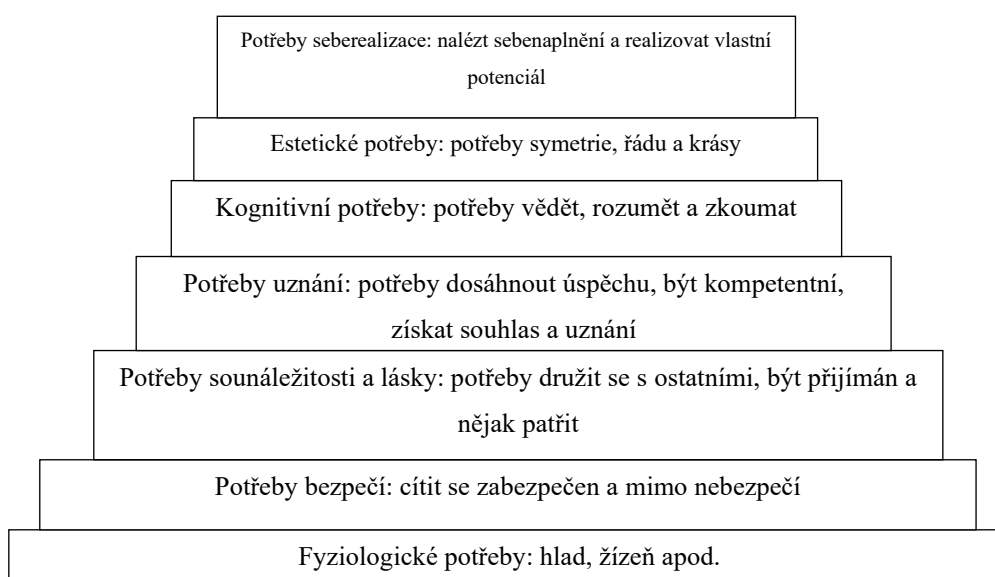 Potřeby seberealizace: nalézt sebenaplnění a realizovat vlastní
potenciál
Estetické potřeby: potřeby symetrie, řádu a krásy
Kognitivní potřeby: potřeby vědět, rozumět a zkoumat
Potřeby uznání: potřeby dosáhnout úspěchu, být kompetentní,
získat souhlas a uznání
Potřeby sounáležitosti a lásky: potřeby družit se s ostatními, být přijímán a
nějak patřit
Potřeby bezpečí: cítit se zabezpečen a mimo nebezpečí
Fyziologické potřeby: hlad, žízeň apod.